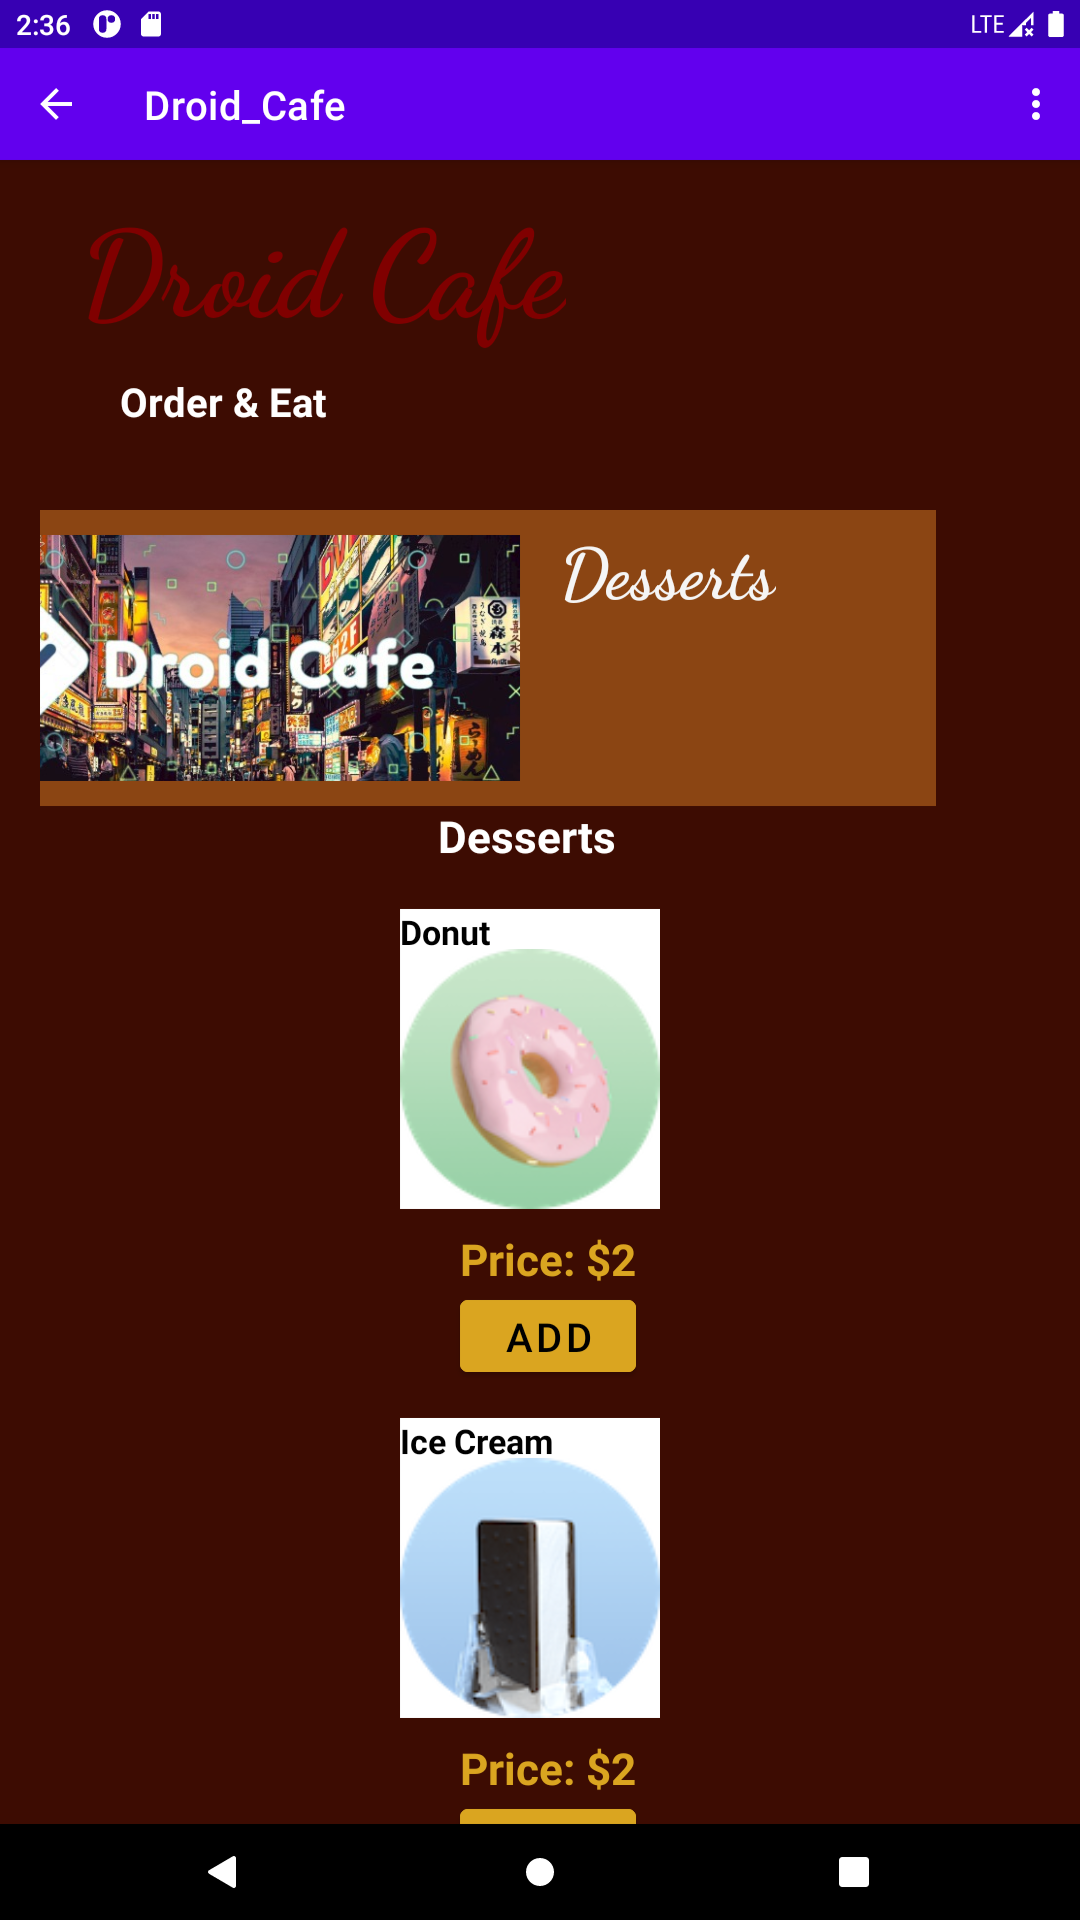 2:36
LTE
Droid_Cafe
Droid Cafe
Order & Eat
Droid Cafe
Desserts
Desserts
Donut
Price: $2
ADD
Ice Cream
Price: $2